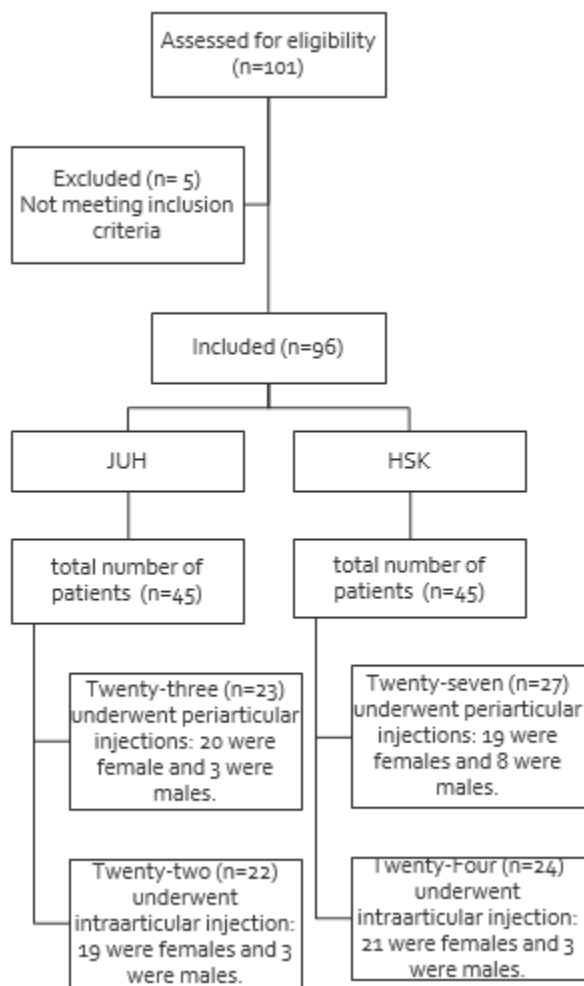 Assessed for eligibility
(n=101)
Excluded (n= 5)
Not meeting inclusion
criteria
Included (n=96)
JUH
HSK
total number of
patients (n=45)
total number of
patients (n=45)
Twenty-three (n=23)
underwent periarticular
injections: 20 were
female and 3 were
males.
Twenty-seven (n=27)
underwent periarticular
injections: 19 were
females and 8 were
males.
Twenty-two (n=22)
underwent
intraarticular injection:
19 were females and 3
were males.
Twenty-Four (n=24)
underwent
intraarticular injection:
21 were females and 3
were males.